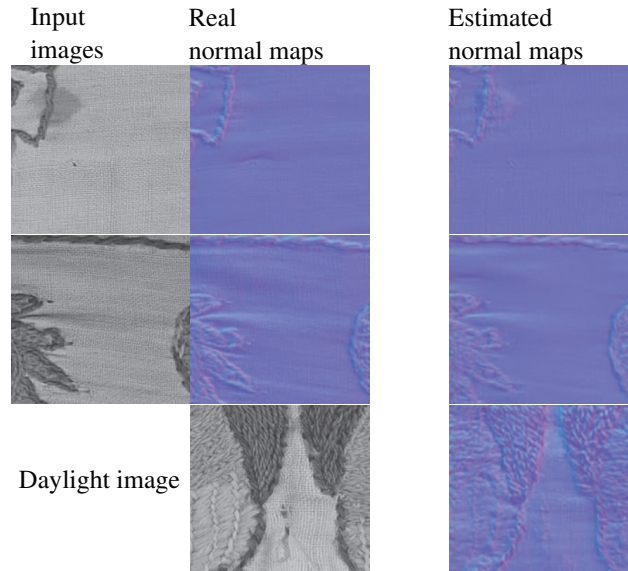 Input
images
Real
normal maps
Estimated
normal maps
Daylight image